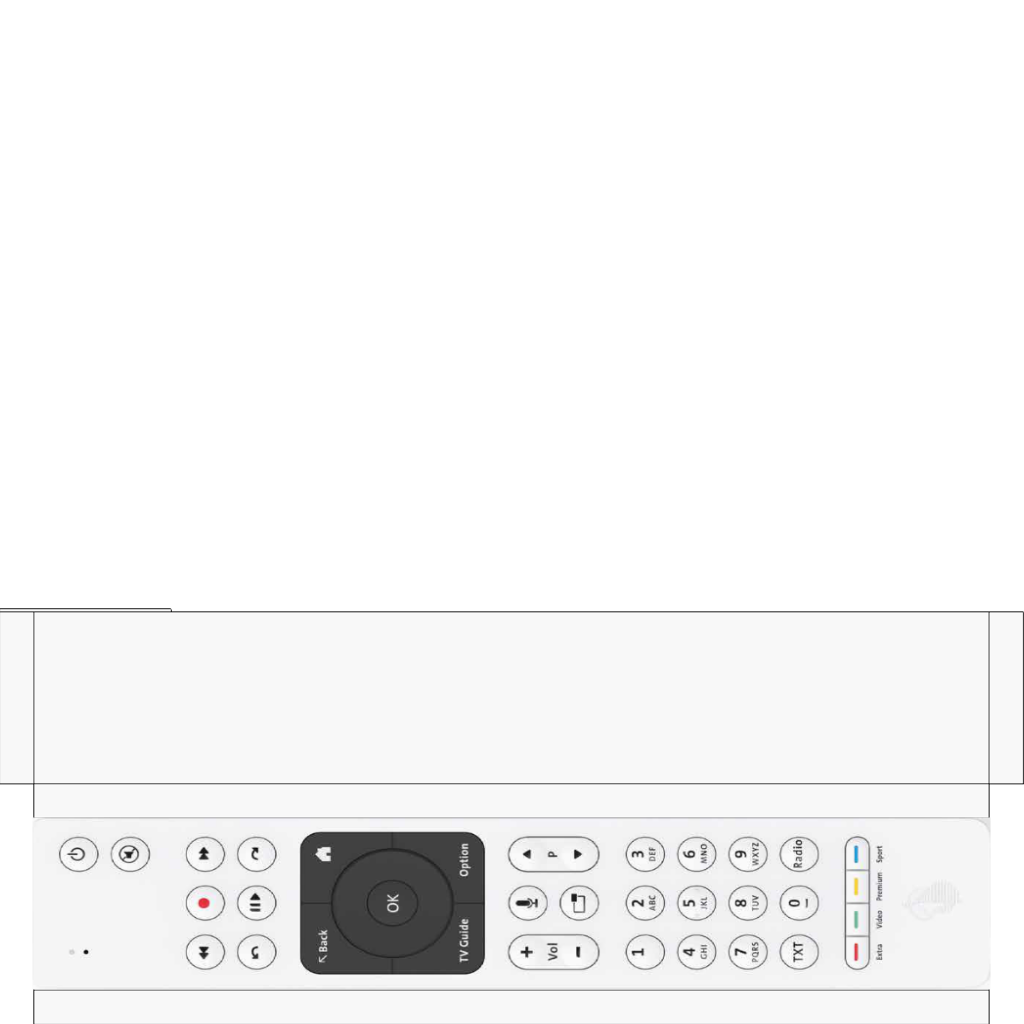 ↖ Back
OK
TV Guide
Option
+ Vol −
P
1
2 ABC
3 DEF
4 GHI
5 JKL
6 MNO
7 PQRS
8 TUV
9 WXYZ
TXT
0 _
Radio
Extra
Video
Premium
Sport